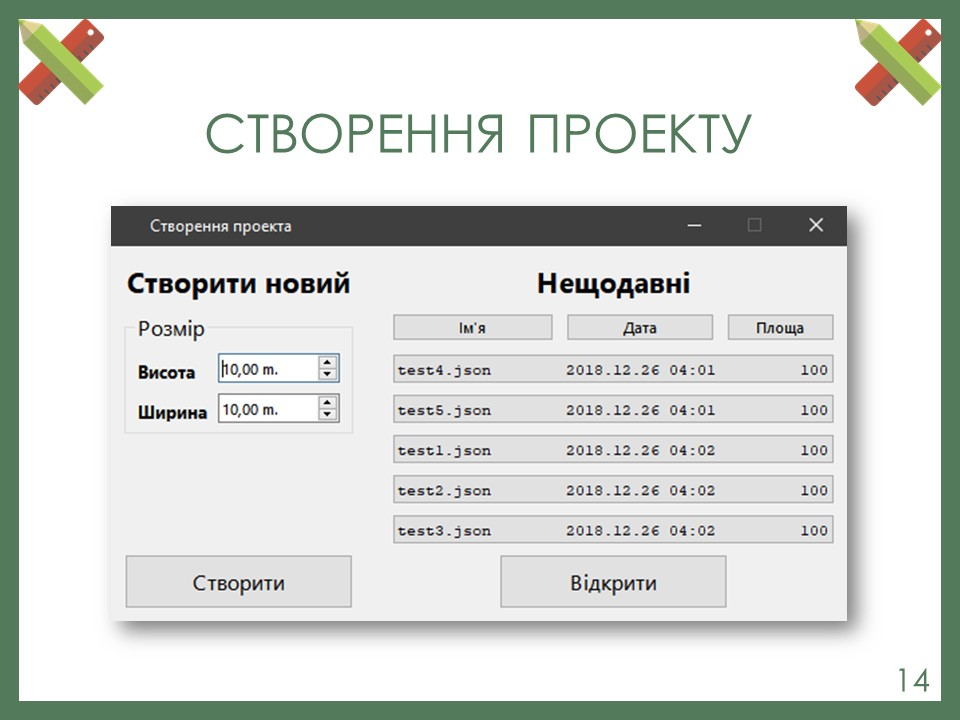 СТВОРЕННЯ ПРОЕКТУ
Створення проекта
Створити новий
Розмір
Висота 10,00 m.
Ширина 10,00 m.
Створити
Нещодавні
Ім'я Дата Площа
test4.json 2018.12.26 04:01 100
test5.json 2018.12.26 04:01 100
test1.json 2018.12.26 04:02 100
test2.json 2018.12.26 04:02 100
test3.json 2018.12.26 04:02 100
Відкрити
14